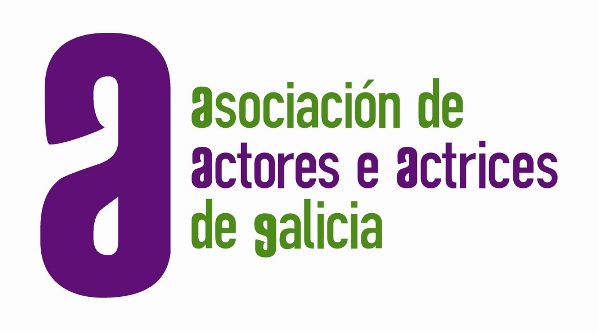 a
asociación de
actores e actrices
de galicia